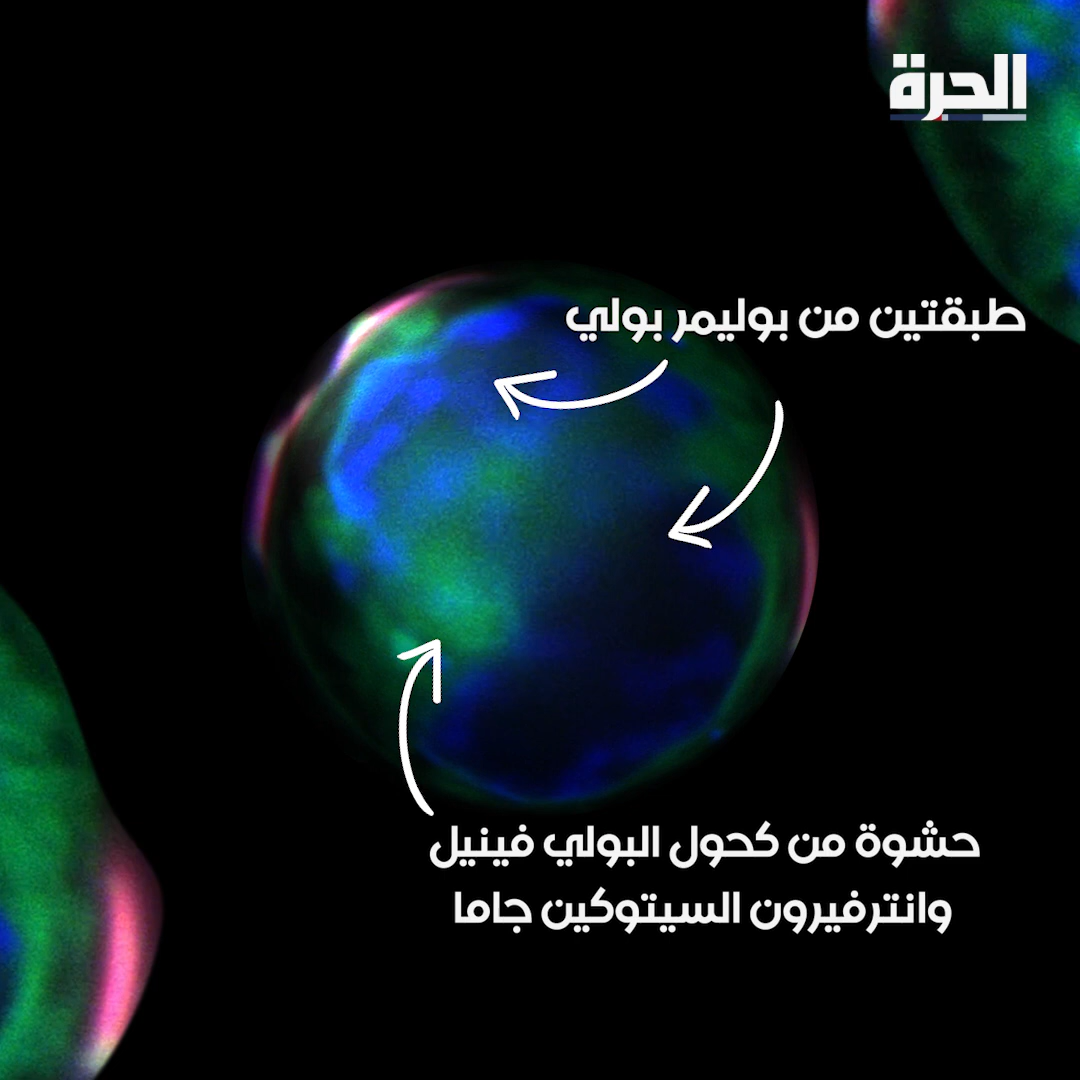 الحرة
طبقتين من بوليمر بولي
حشوة من كحول البولي فينيل
وانترفيرون السيتوكين جاما